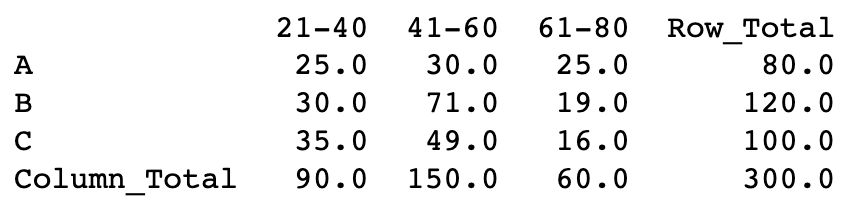 21-40 41-60 61-80 Row_Total
A 25.0 30.0 25.0 80.0
B 30.0 71.0 19.0 120.0
C 35.0 49.0 16.0 100.0
Column_Total 90.0 150.0 60.0 300.0